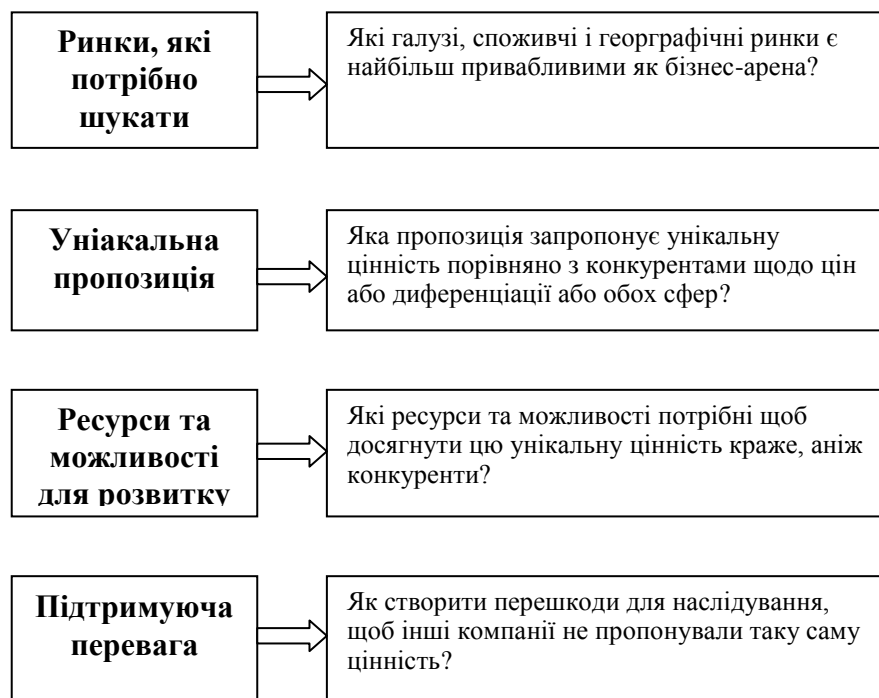 Ринки, які
потрібно
шукати
Які галузі, споживчі і георграфічні ринки є
найбільш привабливими як бізнес-арена?
Уніакальна
пропозиція
Яка пропозиція запропонує унікальну
цінність порівняно з конкурентами щодо цін
або диференціації або обох сфер?
Ресурси та
можливості
для розвитку
Які ресурси та можливості потрібні щоб
досягнути цю унікальну цінність краже, аніж
конкуренти?
Підтримуюча
перевага
Як створити перешкоди для наслідування,
щоб інші компанії не пропонували таку саму
цінність?